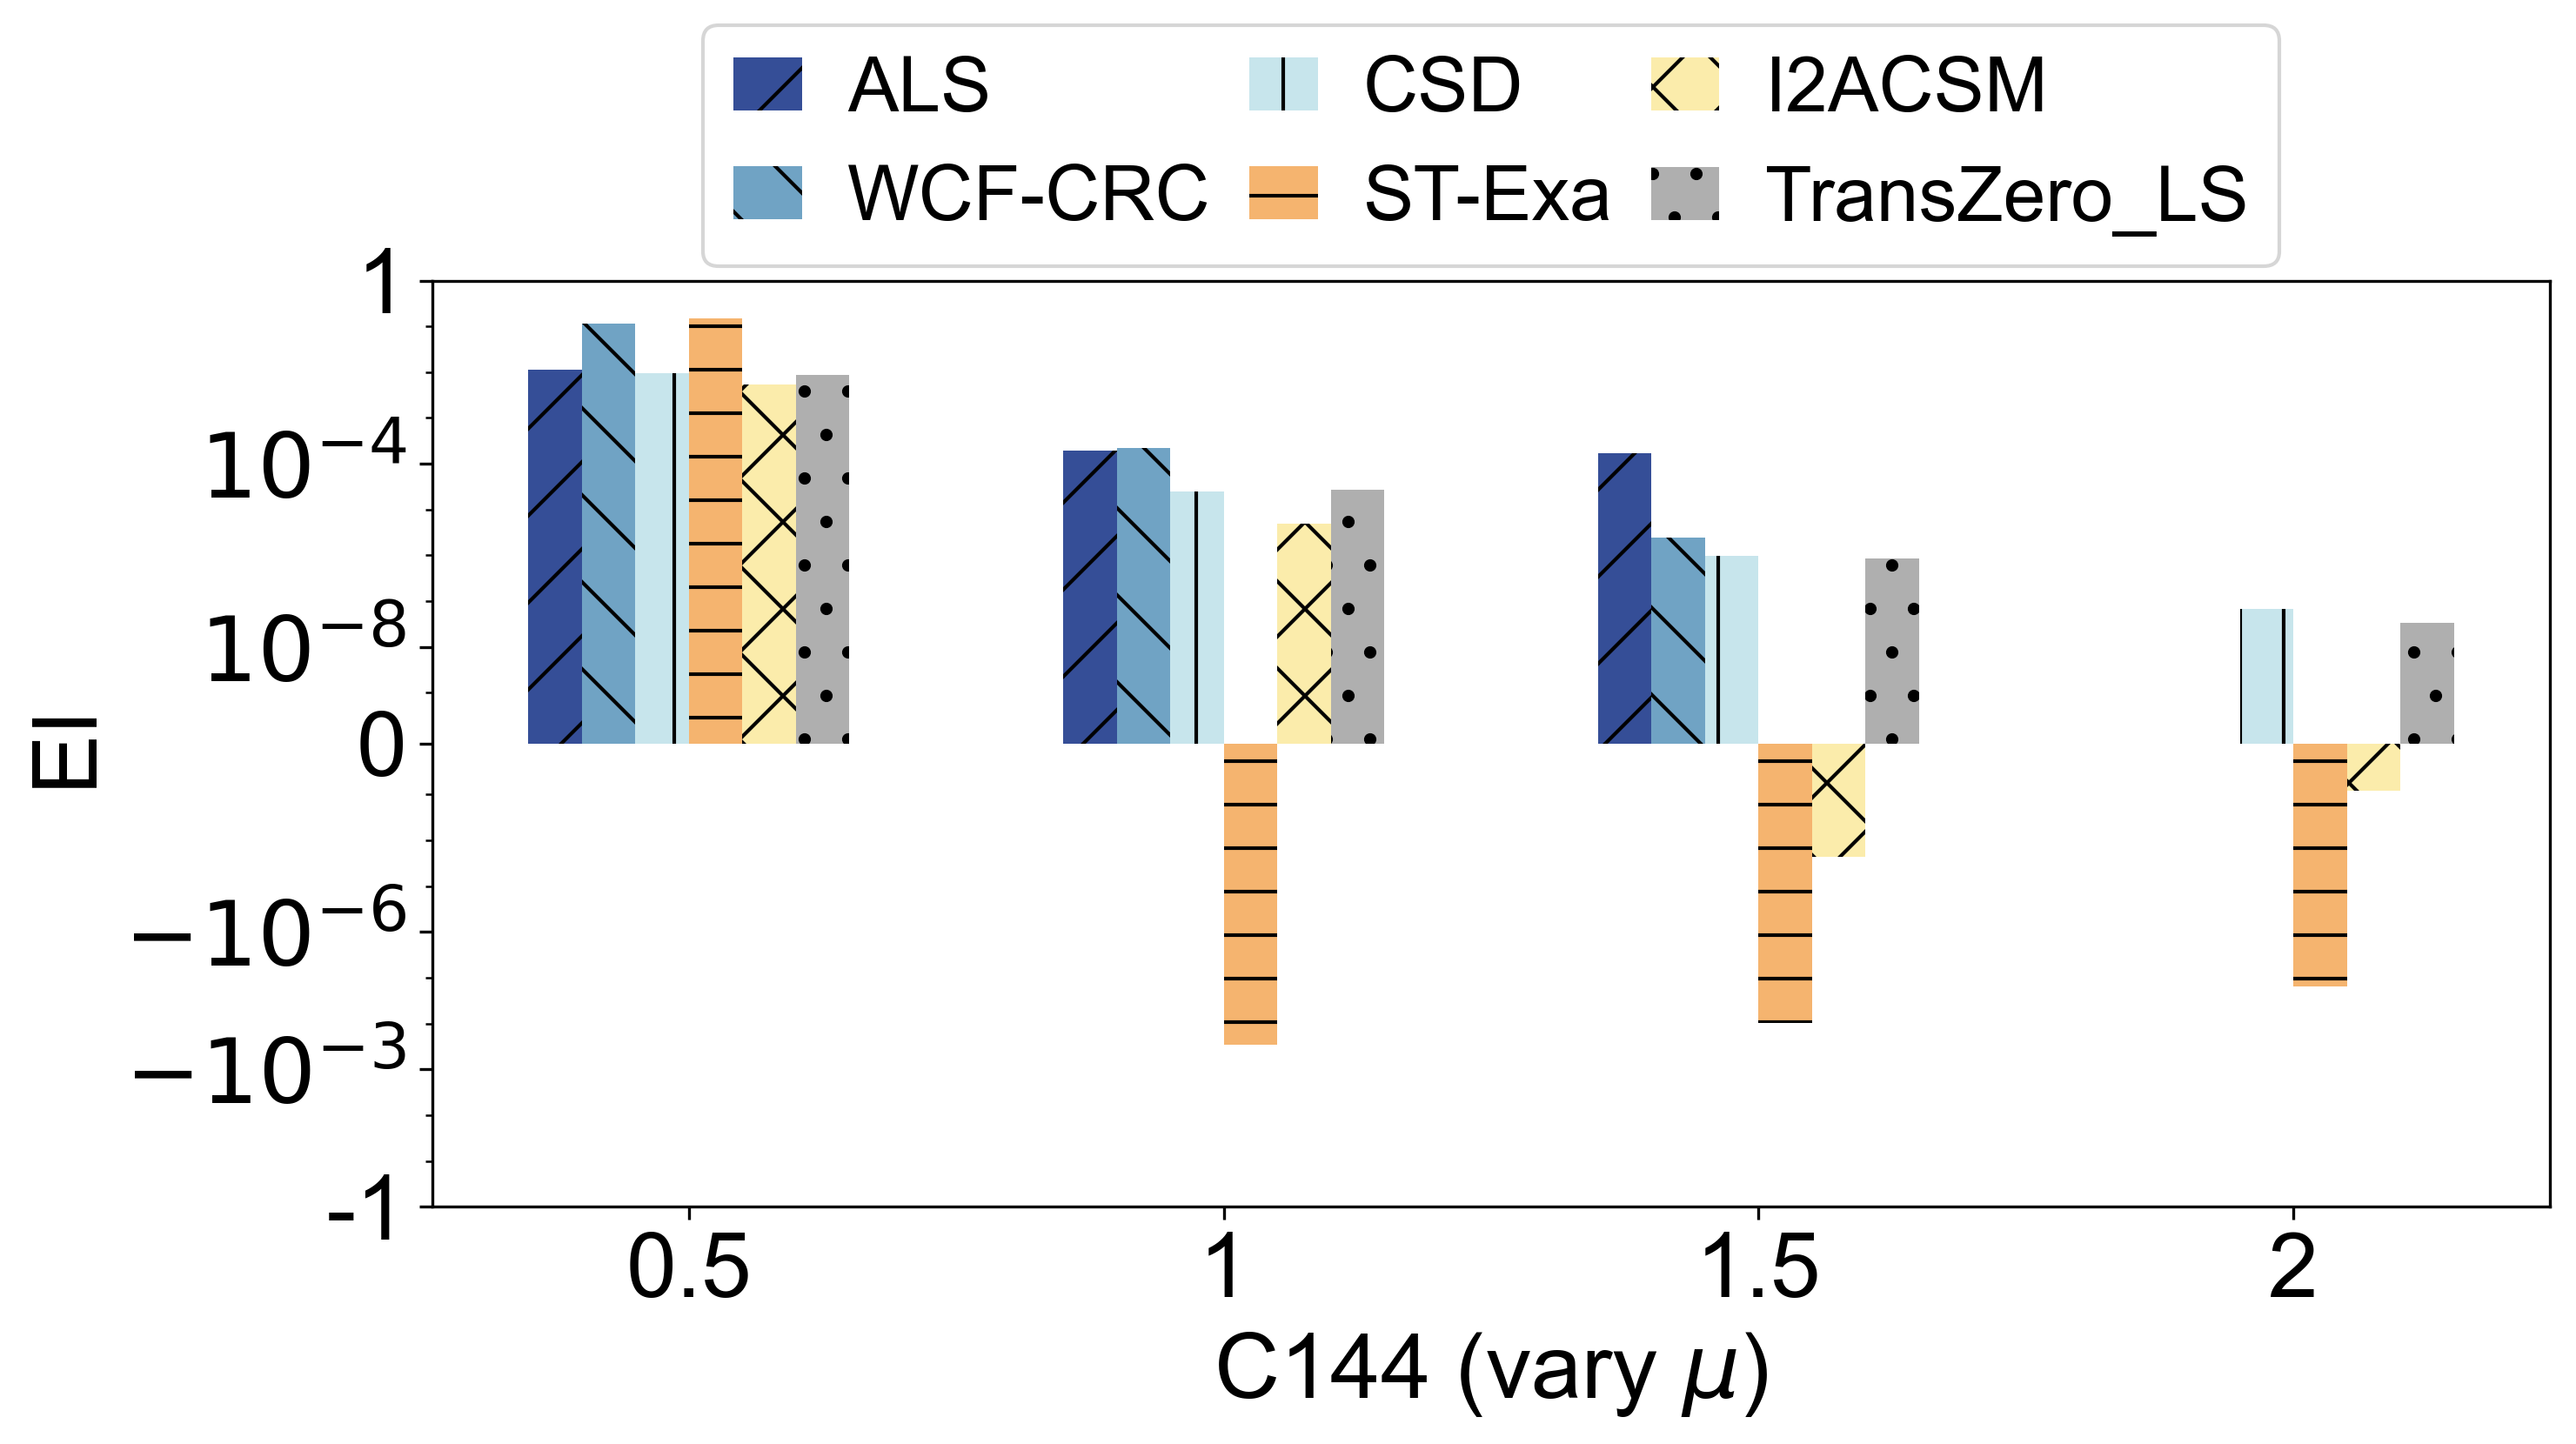 ALS CSD I2ACSM
WCF-CRC ST-Exa TransZero_LS
1
10⁻⁴
10⁻⁸
0
−10⁻⁶
−10⁻³
-1
EI
0.5 1 1.5 2
C144 (vary μ)